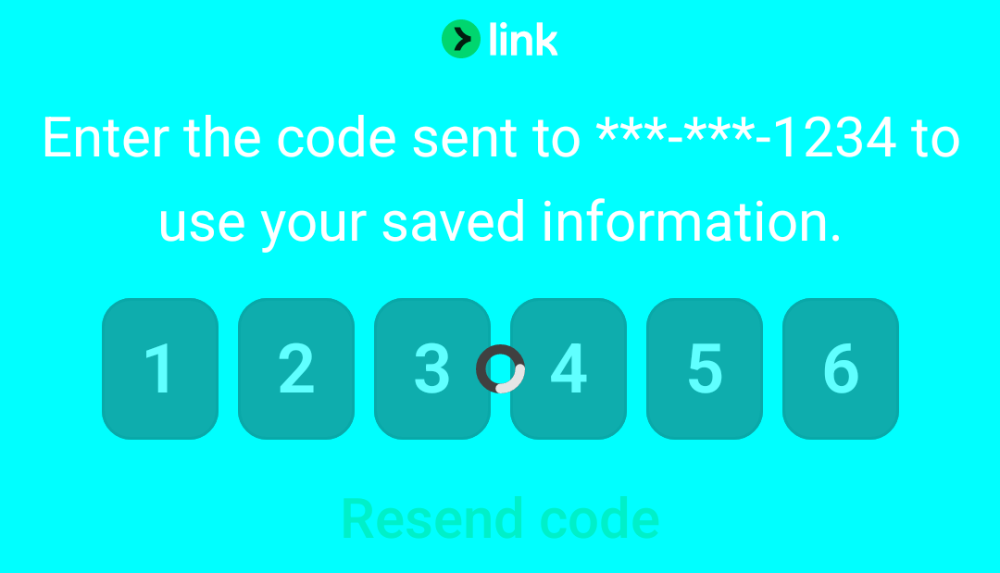 link
Enter the code sent to ***-***-1234 to
use your saved information.
1 2 3 4 5 6
Resend code